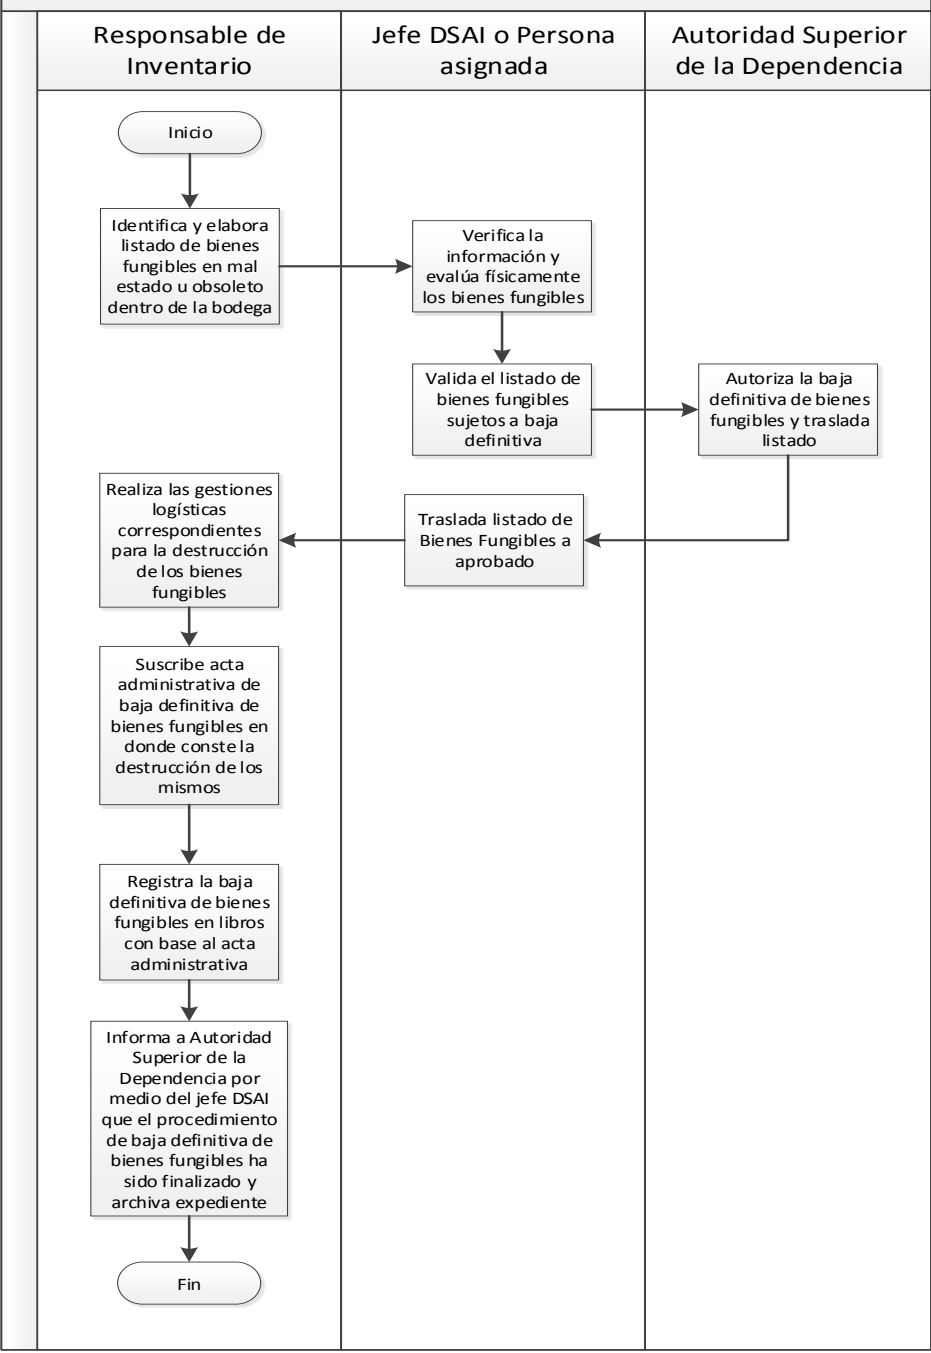 Responsable de
Inventario
Jefe DSAI o Persona
asignada
Autoridad Superior
de la Dependencia
Inicio
Identifica y elabora
listado de bienes
fungibles en mal
estado u obsoleto
dentro de la bodega
Verifica la
información y
evalúa físicamente
los bienes fungibles
Valida el listado de
bienes fungibles
sujetos a baja
definitiva
Autoriza la baja
definitiva de bienes
fungibles y traslada
listado
Traslada listado de
Bienes Fungibles a
aprobado
Realiza las gestiones
logísticas
correspondientes
para la destrucción
de los bienes
fungibles
Suscribe acta
administrativa de
baja definitiva de
bienes fungibles en
donde conste la
destrucción de los
mismos
Registra la baja
definitiva de bienes
fungibles en libros
con base al acta
administrativa
Informa a Autoridad
Superior de la
Dependencia por
medio del jefe DSAI
que el procedimiento
de baja definitiva de
bienes fungibles ha
sido finalizado y
archiva expediente
Fin